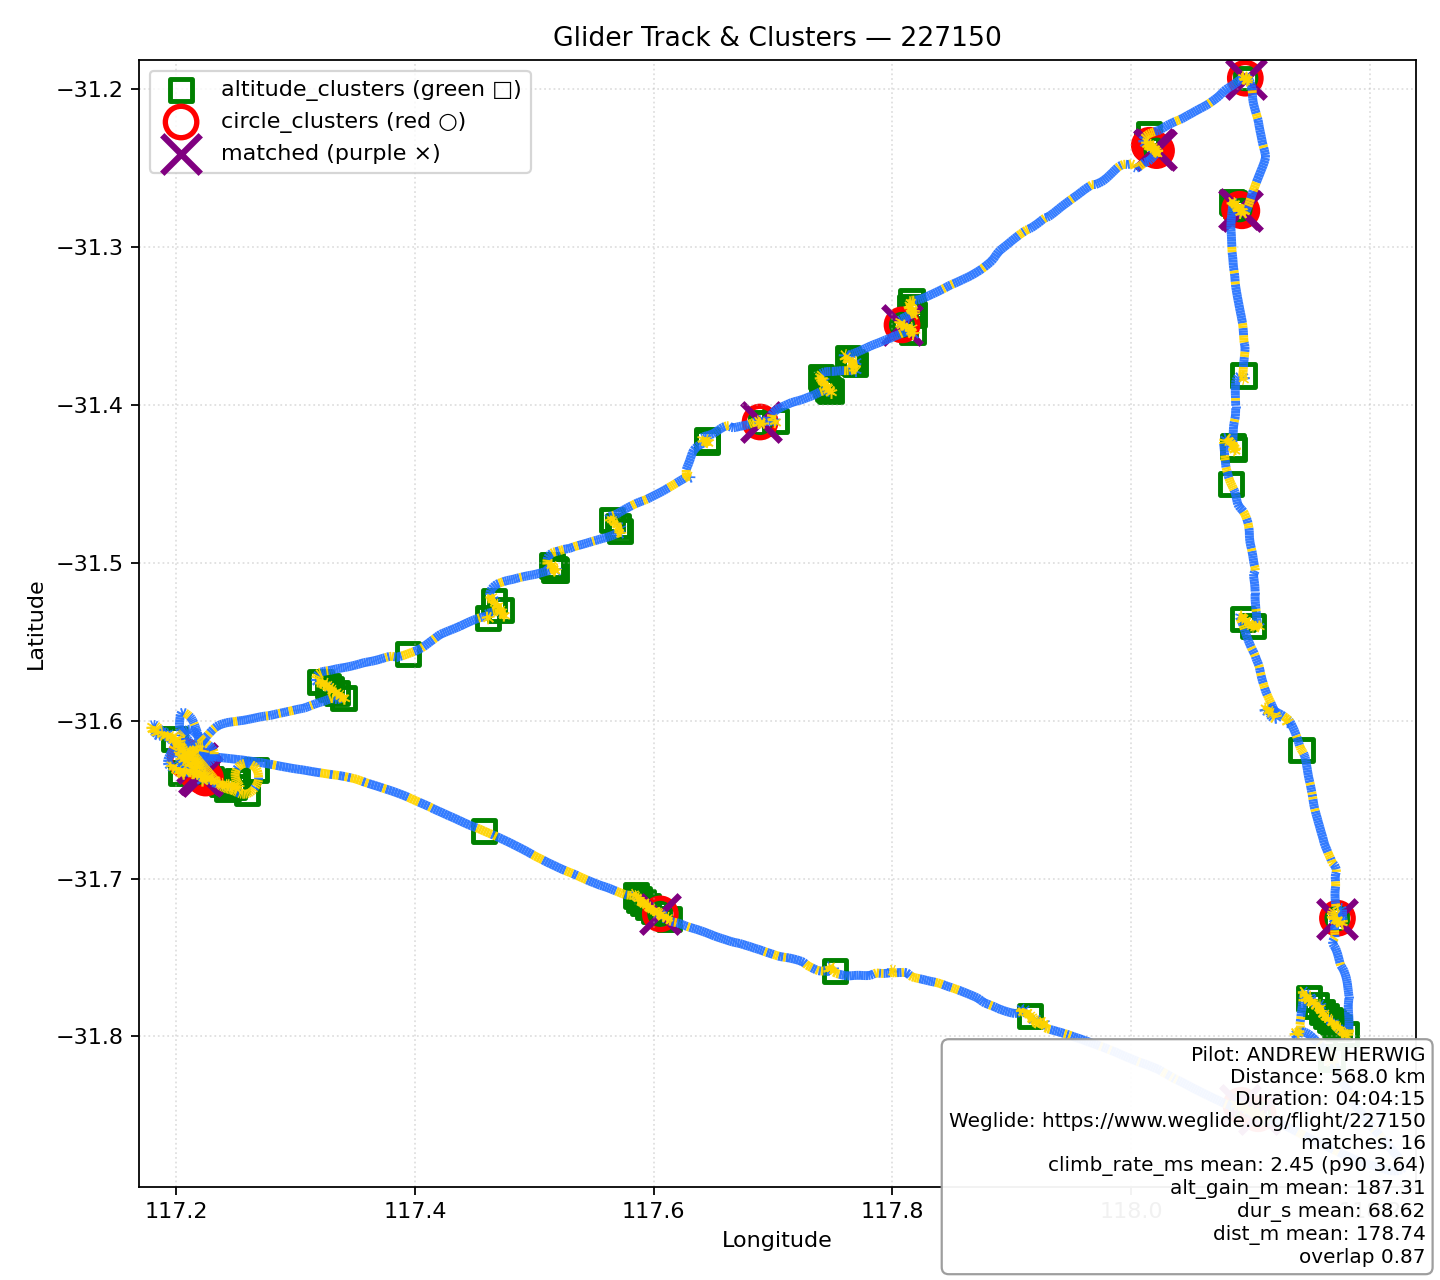 Glider Track & Clusters — 227150
altitude_clusters (green □)
circle_clusters (red ○)
matched (purple ×)
−31.2
−31.3
−31.4
−31.5
−31.6
−31.7
−31.8
Latitude
117.2
117.4
117.6
117.8
118.0
Longitude
Pilot: ANDREW HERWIG
Distance: 568.0 km
Duration: 04:04:15
Weglide: https://www.weglide.org/flight/227150
matches: 16
climb_rate_ms mean: 2.45 (p90 3.64)
alt_gain_m mean: 187.31
dur_s mean: 68.62
dist_m mean: 178.74
overlap 0.87